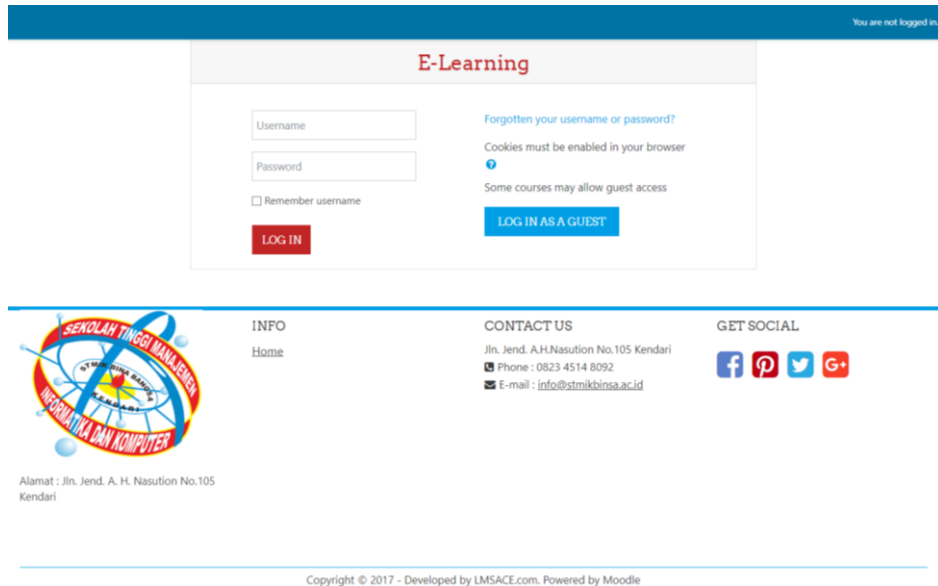 You are not logged in.
E-Learning
Username
Password
Remember username
LOG IN
Forgotten your username or password?
Cookies must be enabled in your browser
?
Some courses may allow guest access
LOG IN AS A GUEST
SEKOLAH TINGGI MANAJEMEN
INFORMATIKA DAN KOMPUTER
STMIK BINA BANGSA
KENDARI
Alamat : Jln. Jend. A. H. Nasution No.105
Kendari
INFO
Home
CONTACT US
Jln. Jend. A.H.Nasution No.105 Kendari
Phone : 0823 4514 8092
E-mail : info@stmikbinsa.ac.id
GET SOCIAL
Copyright © 2017 - Developed by LMSACE.com. Powered by Moodle